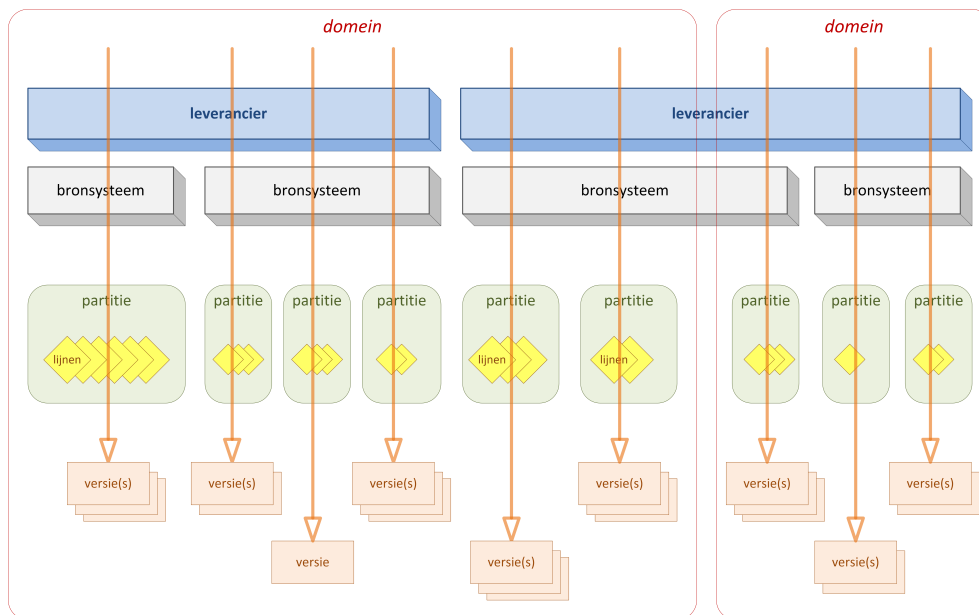 domein
domein
leverancier
leverancier
bronsysteem
bronsysteem
bronsysteem
bronsysteem
partitie
partitie
partitie
partitie
partitie
partitie
partitie
partitie
partitie
lijnen
lijnen
lijnen
versie(s)
versie(s)
versie(s)
versie(s)
versie(s)
versie(s)
versie
versie(s)
versie(s)